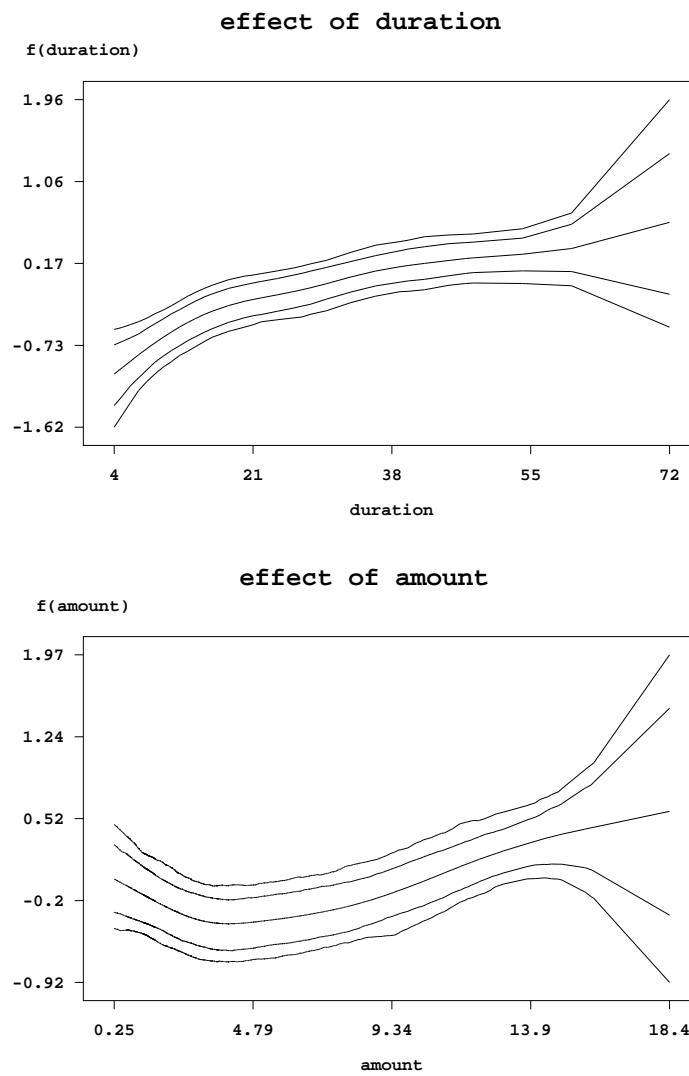 effect of duration
f(duration)
1.96
1.06
0.17
-0.73
-1.62
4 21 38 55 72
duration
effect of amount
f(amount)
1.97
1.24
0.52
-0.2
-0.92
0.25 4.79 9.34 13.9 18.4
amount